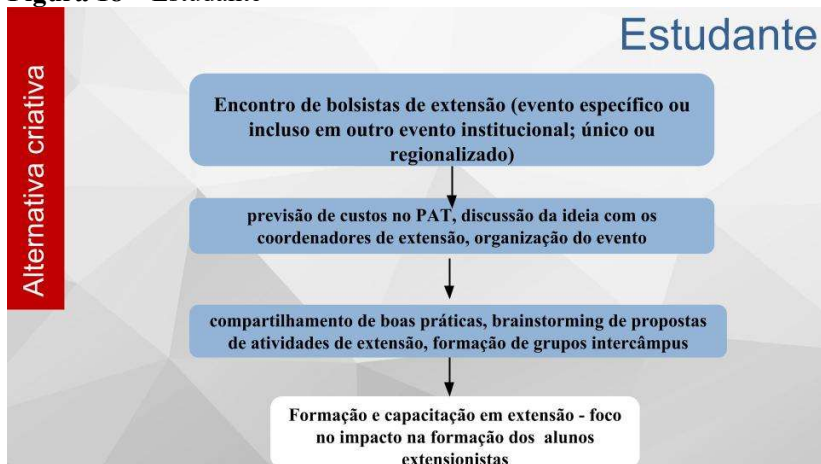 Figura 18 – Estudante
Estudante
Alternativa criativa
Encontro de bolsistas de extensão (evento específico ou
incluso em outro evento institucional; único ou
regionalizado)
previsão de custos no PAT, discussão da ideia com os
coordenadores de extensão, organização do evento
compartilhamento de boas práticas, brainstorming de propostas
de atividades de extensão, formação de grupos intercâmpus
Formação e capacitação em extensão - foco
no impacto na formação dos alunos
extensionistas